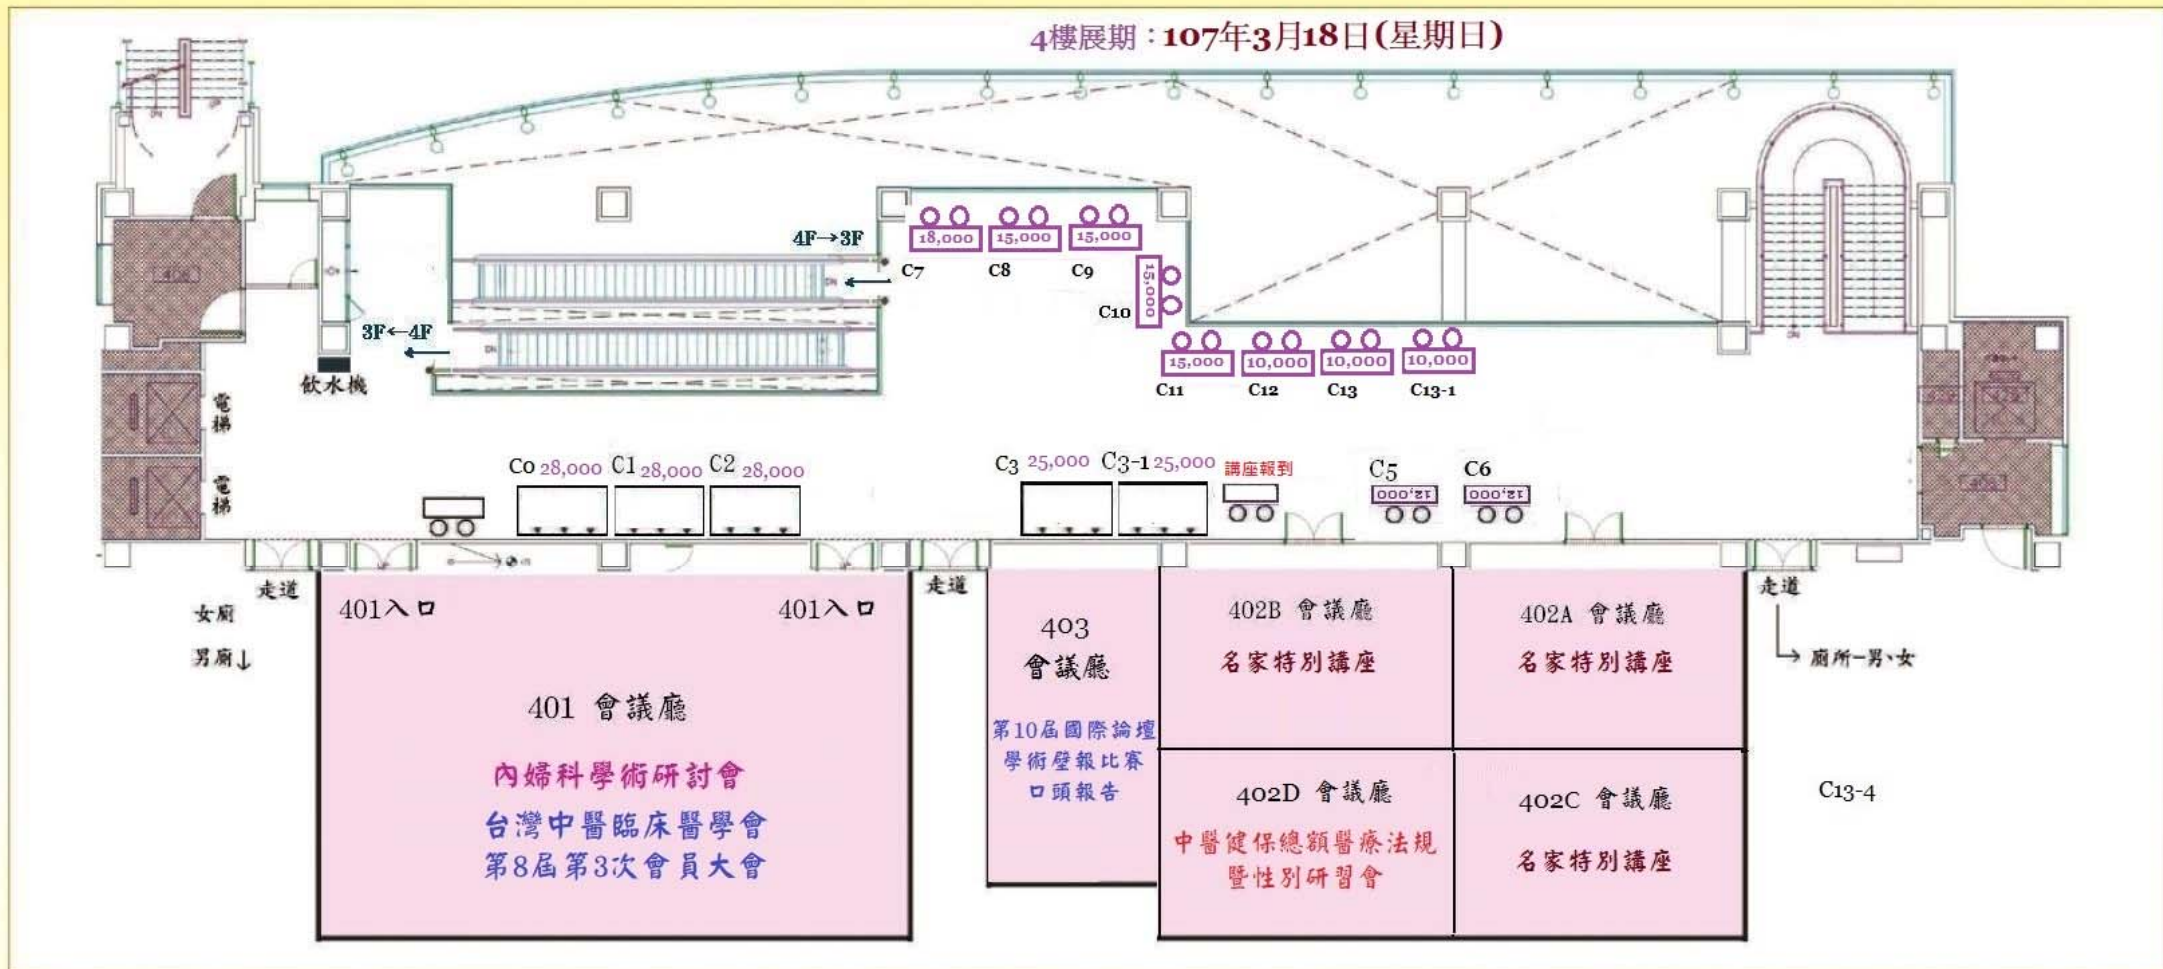 4樓展期：107年3月18日(星期日)
4F→3F
18,000
15,000
15,000
C7
C8
C9
15,000
C10
3F←4F
飲水機
15,000
10,000
10,000
10,000
C11
C12
C13
C13-1
電梯
電梯
C0 28,000
C1 28,000
C2 28,000
C3 25,000
C3-1 25,000
講座報到
C5
12,000
C6
12,000
走道
走道
走道
女廁
男廁↓
401入口
401入口
401 會議廳
內婦科學術研討會
台灣中醫臨床醫學會
第8屆第3次會員大會
403
會議廳
第10屆國際論壇
學術壁報比賽
口頭報告
402B 會議廳
名家特別講座
402A 會議廳
名家特別講座
→ 廁所-男、女
402D 會議廳
中醫健保總額醫療法規
暨性別研習會
402C 會議廳
名家特別講座
C13-4